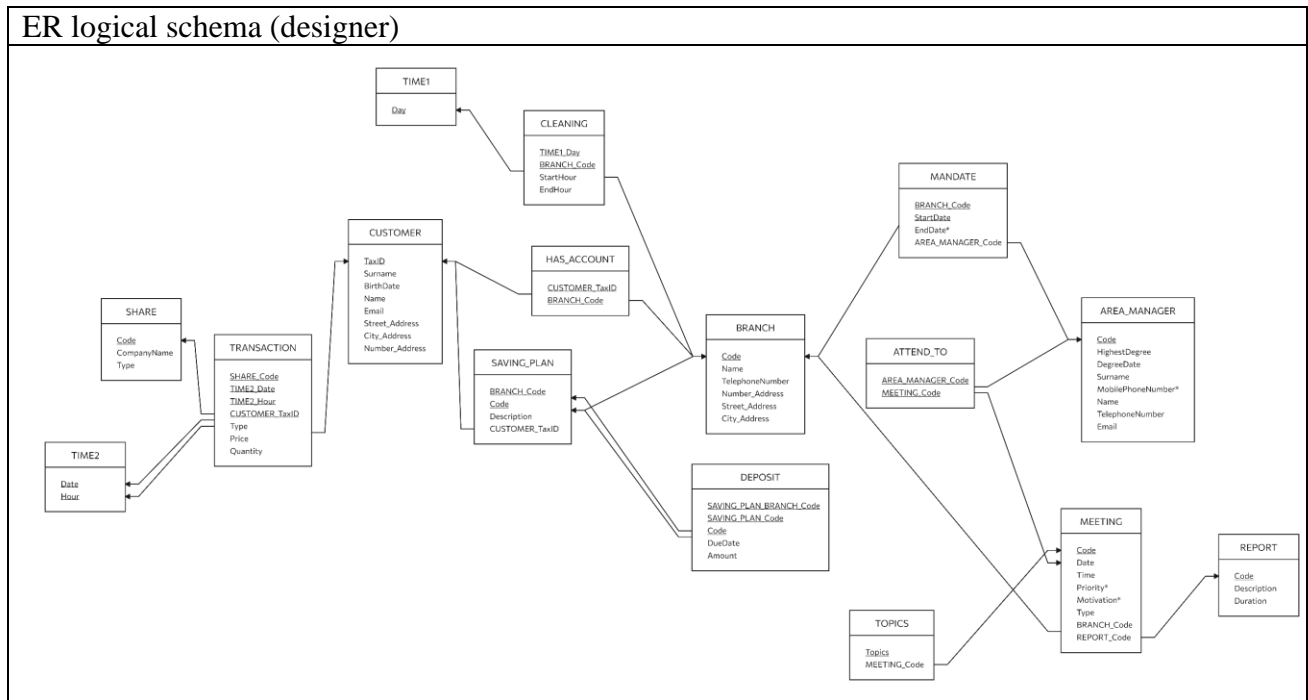 ER logical schema (designer)
TIME1
Day
CLEANING
TIME1_Day
BRANCH_Code
StartHour
EndHour
MANDATE
BRANCH_Code
StartDate
EndDate*
AREA_MANAGER_Code
CUSTOMER
TaxID
Surname
BirthDate
Name
Email
Street_Address
City_Address
Number_Address
HAS_ACCOUNT
CUSTOMER_TaxID
BRANCH_Code
SHARE
Code
CompanyName
Type
TRANSACTION
SHARE_Code
TIME2_Date
TIME2_Hour
CUSTOMER_TaxID
Type
Price
Quantity
BRANCH
Code
Name
TelephoneNumber
Number_Address
Street_Address
City_Address
AREA_MANAGER
Code
HighestDegree
DegreeDate
Surname
MobilePhoneNumber*
Name
TelephoneNumber
Email
ATTEND_TO
AREA_MANAGER_Code
MEETING_Code
SAVING_PLAN
BRANCH_Code
Code
Description
CUSTOMER_TaxID
TIME2
Date
Hour
DEPOSIT
SAVING_PLAN_BRANCH_Code
SAVING_PLAN_Code
Code
DueDate
Amount
MEETING
Code
Date
Time
Priority*
Motivation*
Type
BRANCH_Code
REPORT_Code
REPORT
Code
Description
Duration
TOPICS
Topics
MEETING_Code